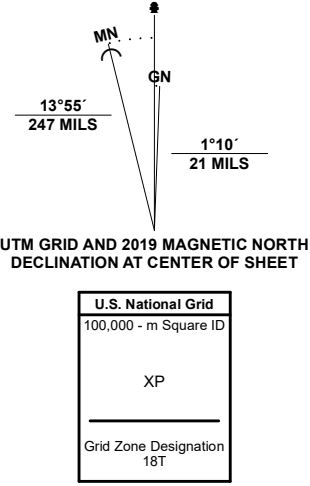 MN
GN
13°55´
247 MILS
1°10´
21 MILS
UTM GRID AND 2019 MAGNETIC NORTH
DECLINATION AT CENTER OF SHEET
U.S. National Grid
100,000 - m Square ID
XP
Grid Zone Designation
18T